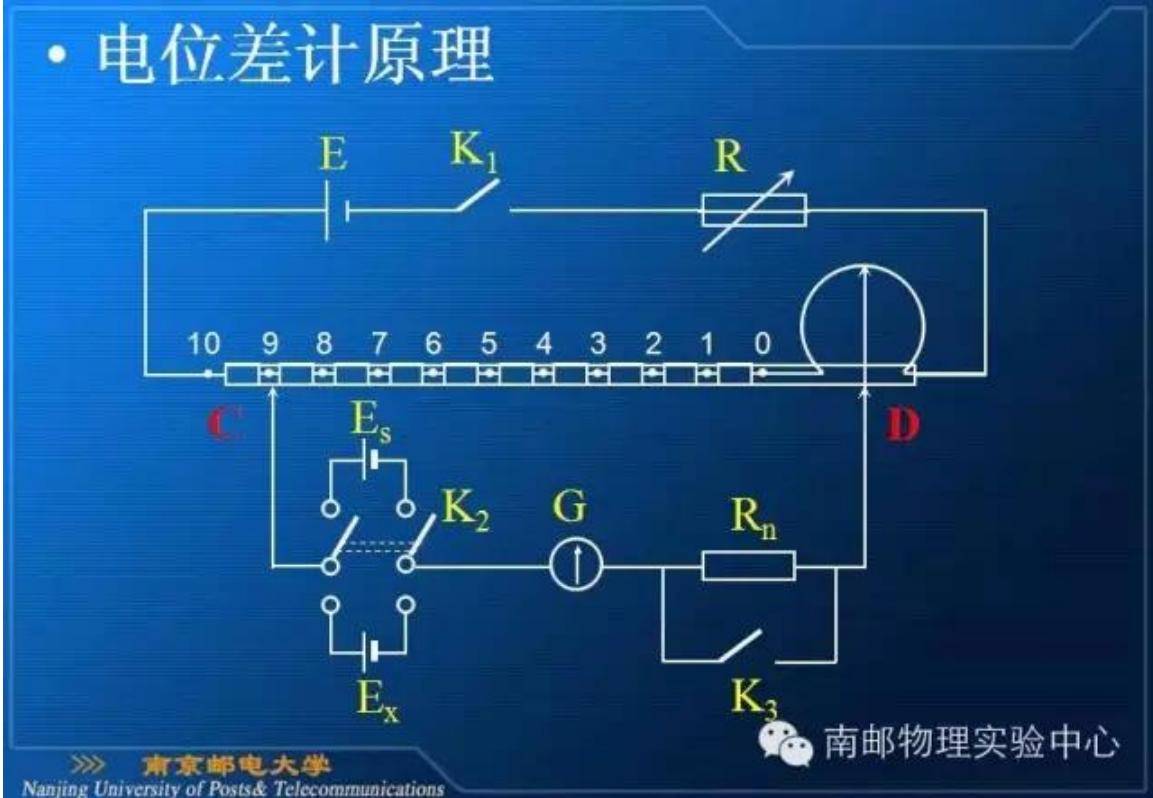 • 电位差计原理
E K₁ R
10 9 8 7 6 5 4 3 2 1 0
C D
Eₛ
K₂ G Rₙ
Eₓ K₃
南邮物理实验中心
>>> 南京邮电大学
Nanjing University of Posts& Telecommunications